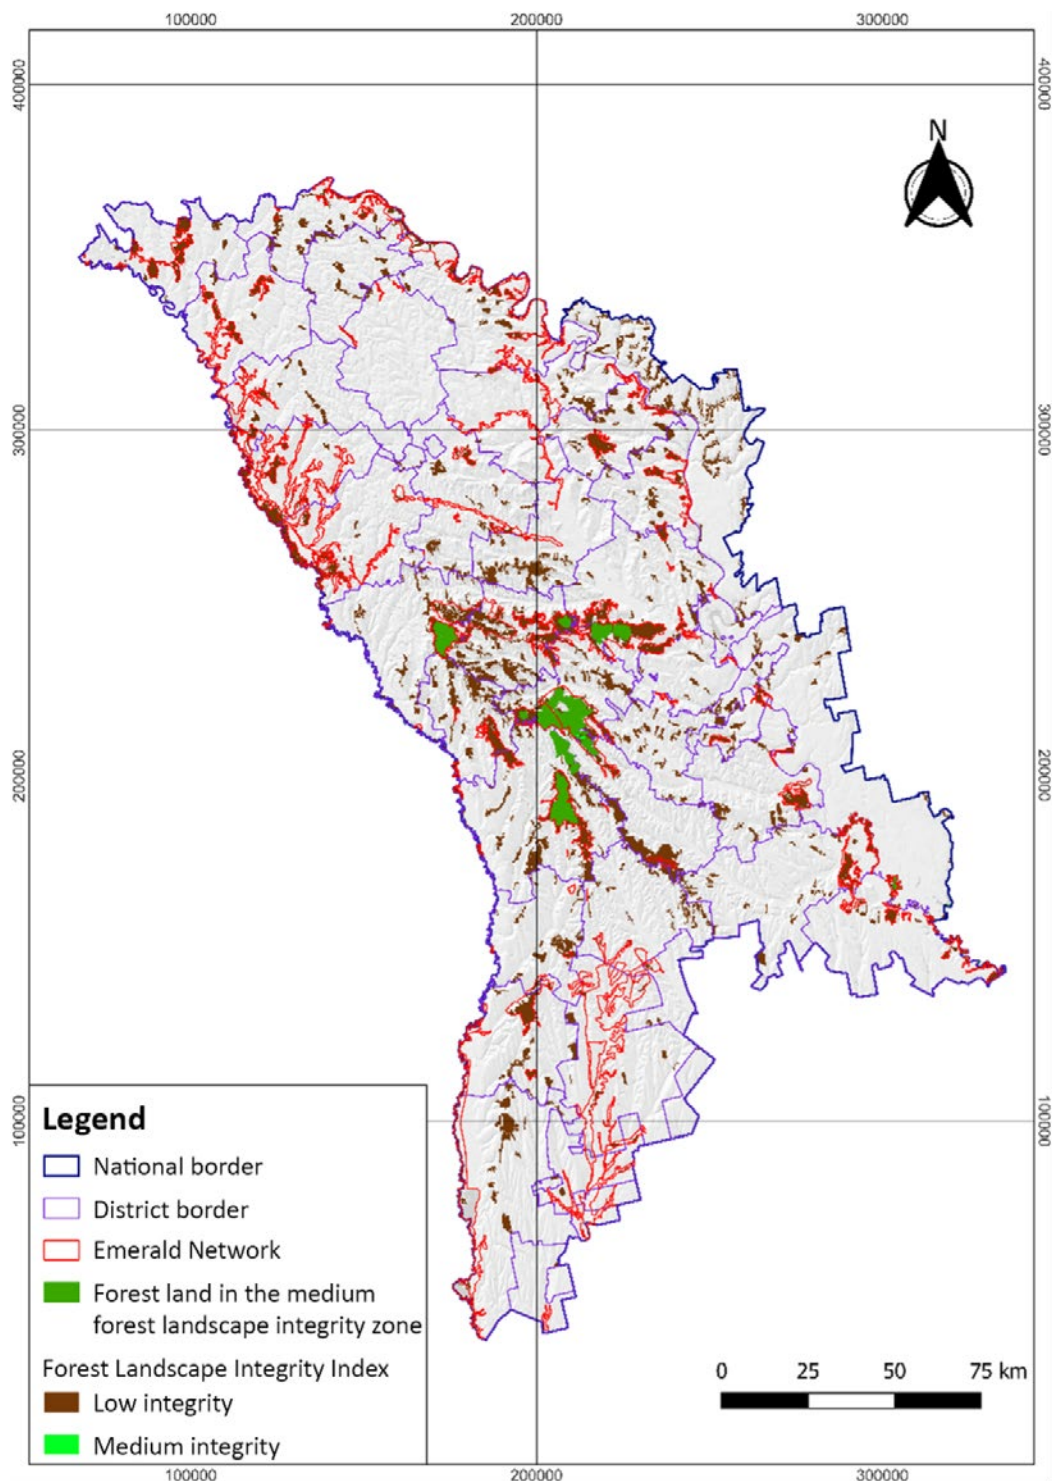 100000 200000 300000
400000 400000
N
300000 300000
200000 200000
100000 100000
Legend
National border
District border
Emerald Network
Forest land in the medium
forest landscape integrity zone
Forest Landscape Integrity Index
Low integrity
Medium integrity
0 25 50 75 km
100000 200000 300000